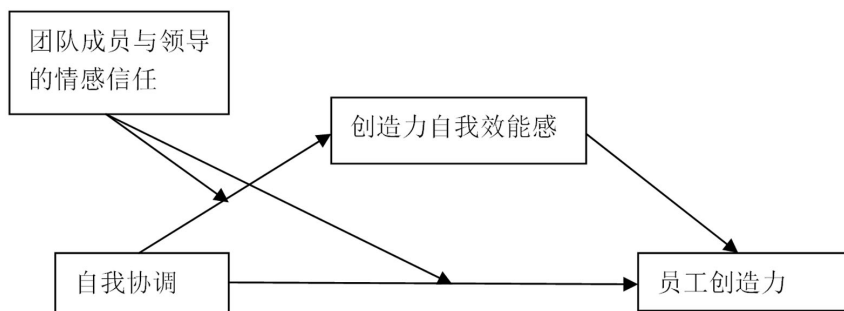 团队成员与领导
的情感信任
创造力自我效能感
自我协调
员工创造力